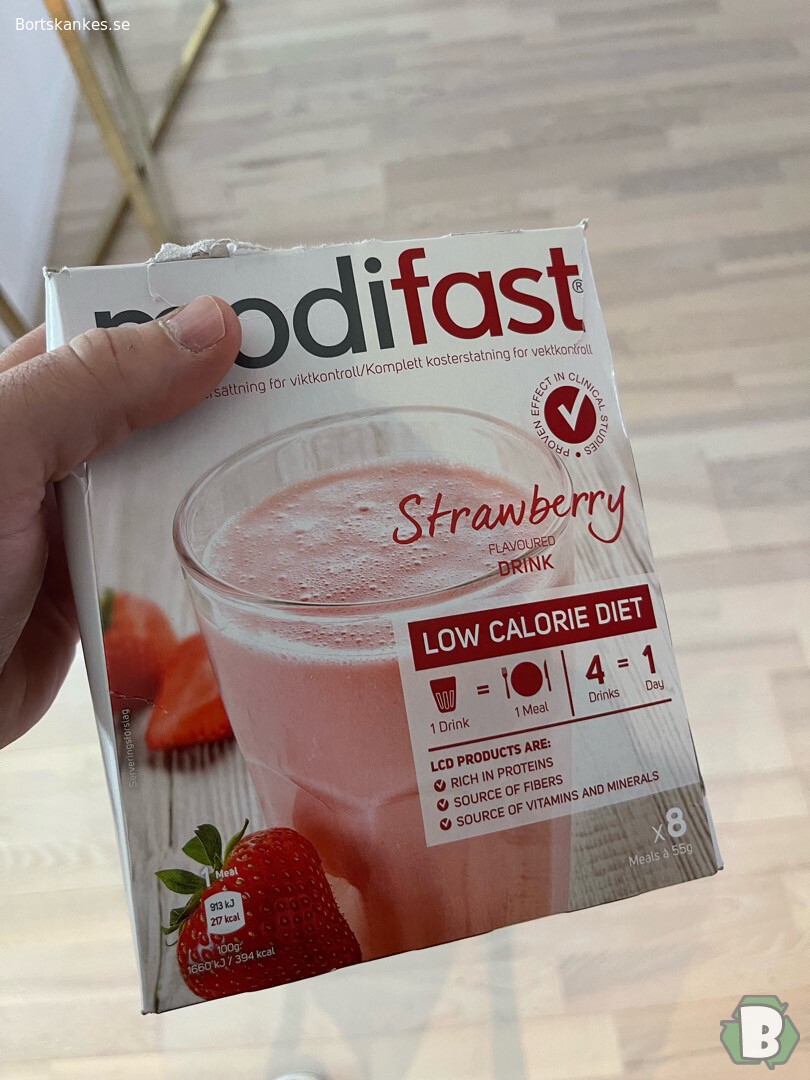 Bortskankes.se
modifast®
viktkontroll/Komplett kosterstatning for vektkontroll
för
PROVEN EFFECT IN CLINICAL STUDIES
Strawberry
FLAVOURED
DRINK
LOW CALORIE DIET
= 4 = 1
1 Drink 1 Meal Drinks Day
LCD PRODUCTS ARE:
RICH IN PROTEINS
SOURCE OF FIBERS
SOURCE OF VITAMINS AND MINERALS
x8
Meals à 55g
Serveringsförslag
1 Meal
913 kJ
217 kcal
100g:
1660 kJ / 394 kcal
B